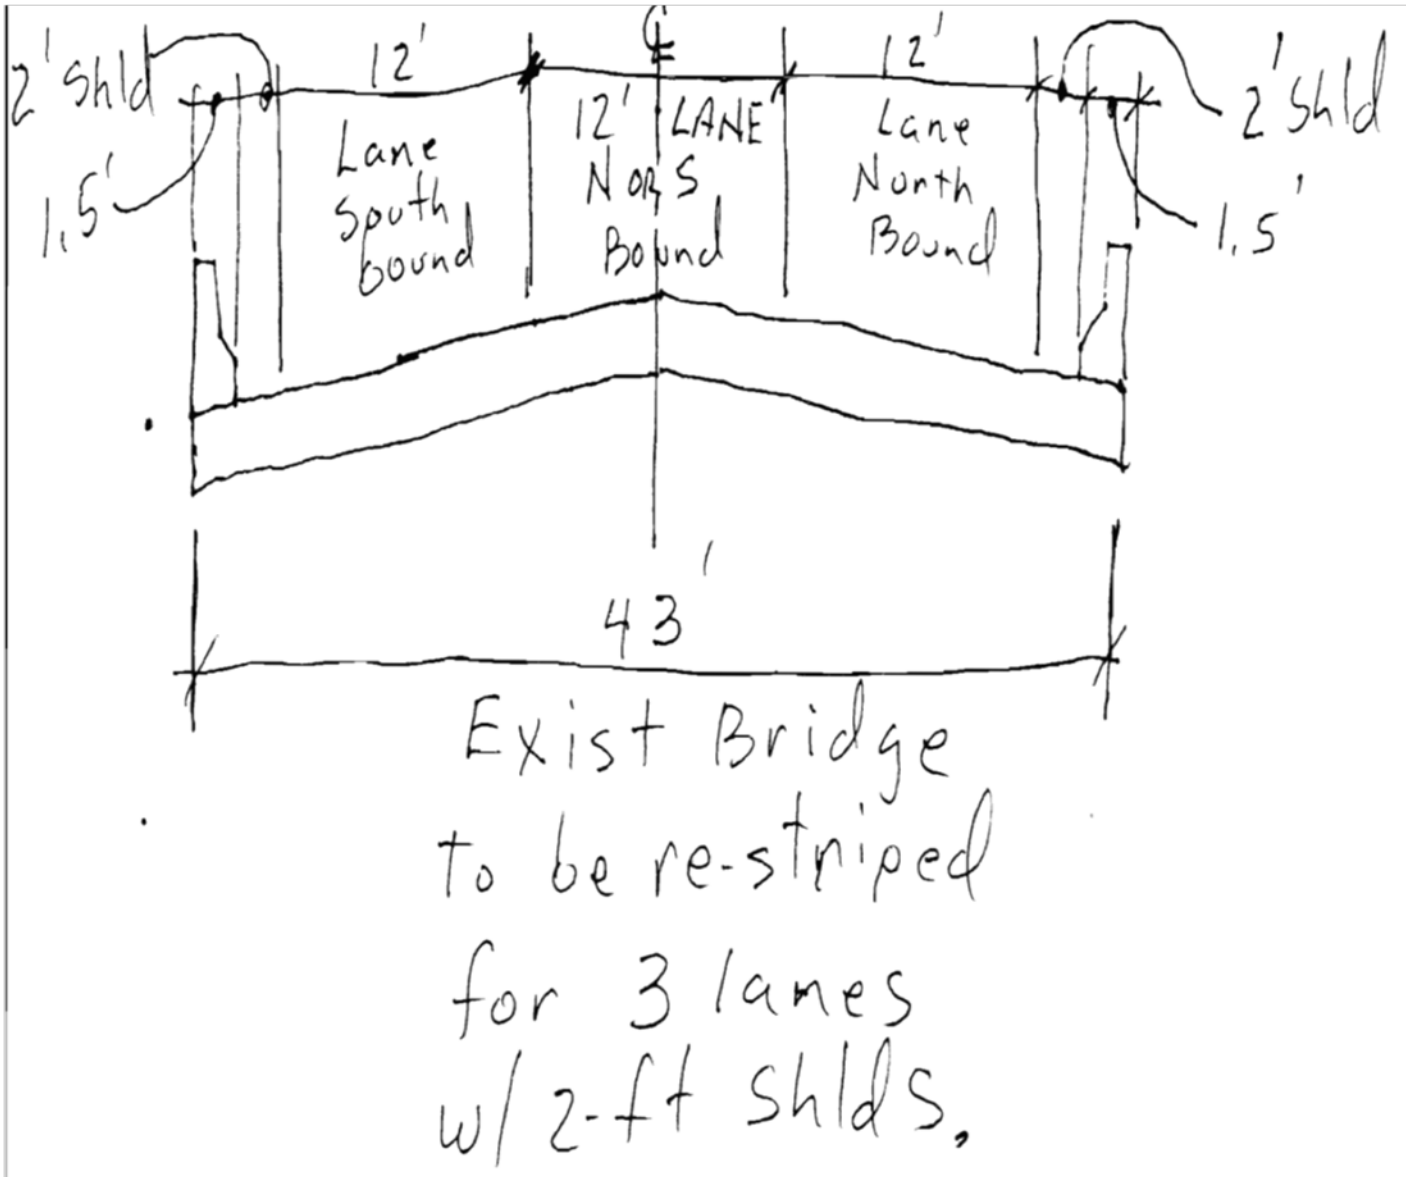 ℄
2' Shld
12'
12'
2' Shld
1.5'
Lane
South
bound
12' LANE
N or S
Bound
Lane
North
Bound
1.5'
43'
Exist Bridge
to be re-striped
for 3 lanes
w/ 2-ft shlds.